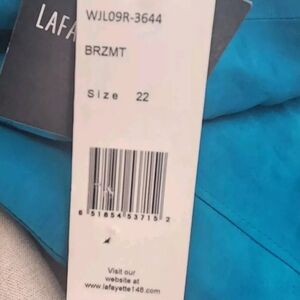 LAFA
WJL09R-3644
BRZMT
Size 22
6 51854 53715 2
Visit our
website at
www.lafayette148.com